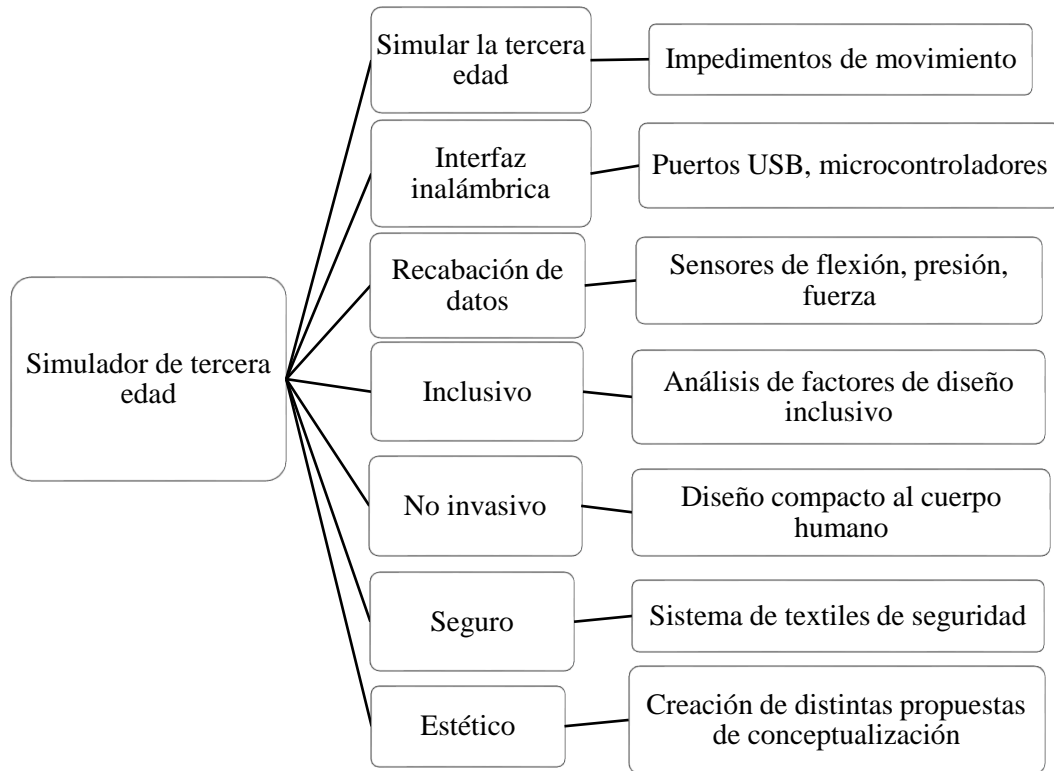 Simulador de tercera
edad
Simular la tercera
edad
Impedimentos de movimiento
Interfaz
inalámbrica
Puertos USB, microcontroladores
Recabación de
datos
Sensores de flexión, presión,
fuerza
Inclusivo
Análisis de factores de diseño
inclusivo
No invasivo
Diseño compacto al cuerpo
humano
Seguro
Sistema de textiles de seguridad
Estético
Creación de distintas propuestas
de conceptualización